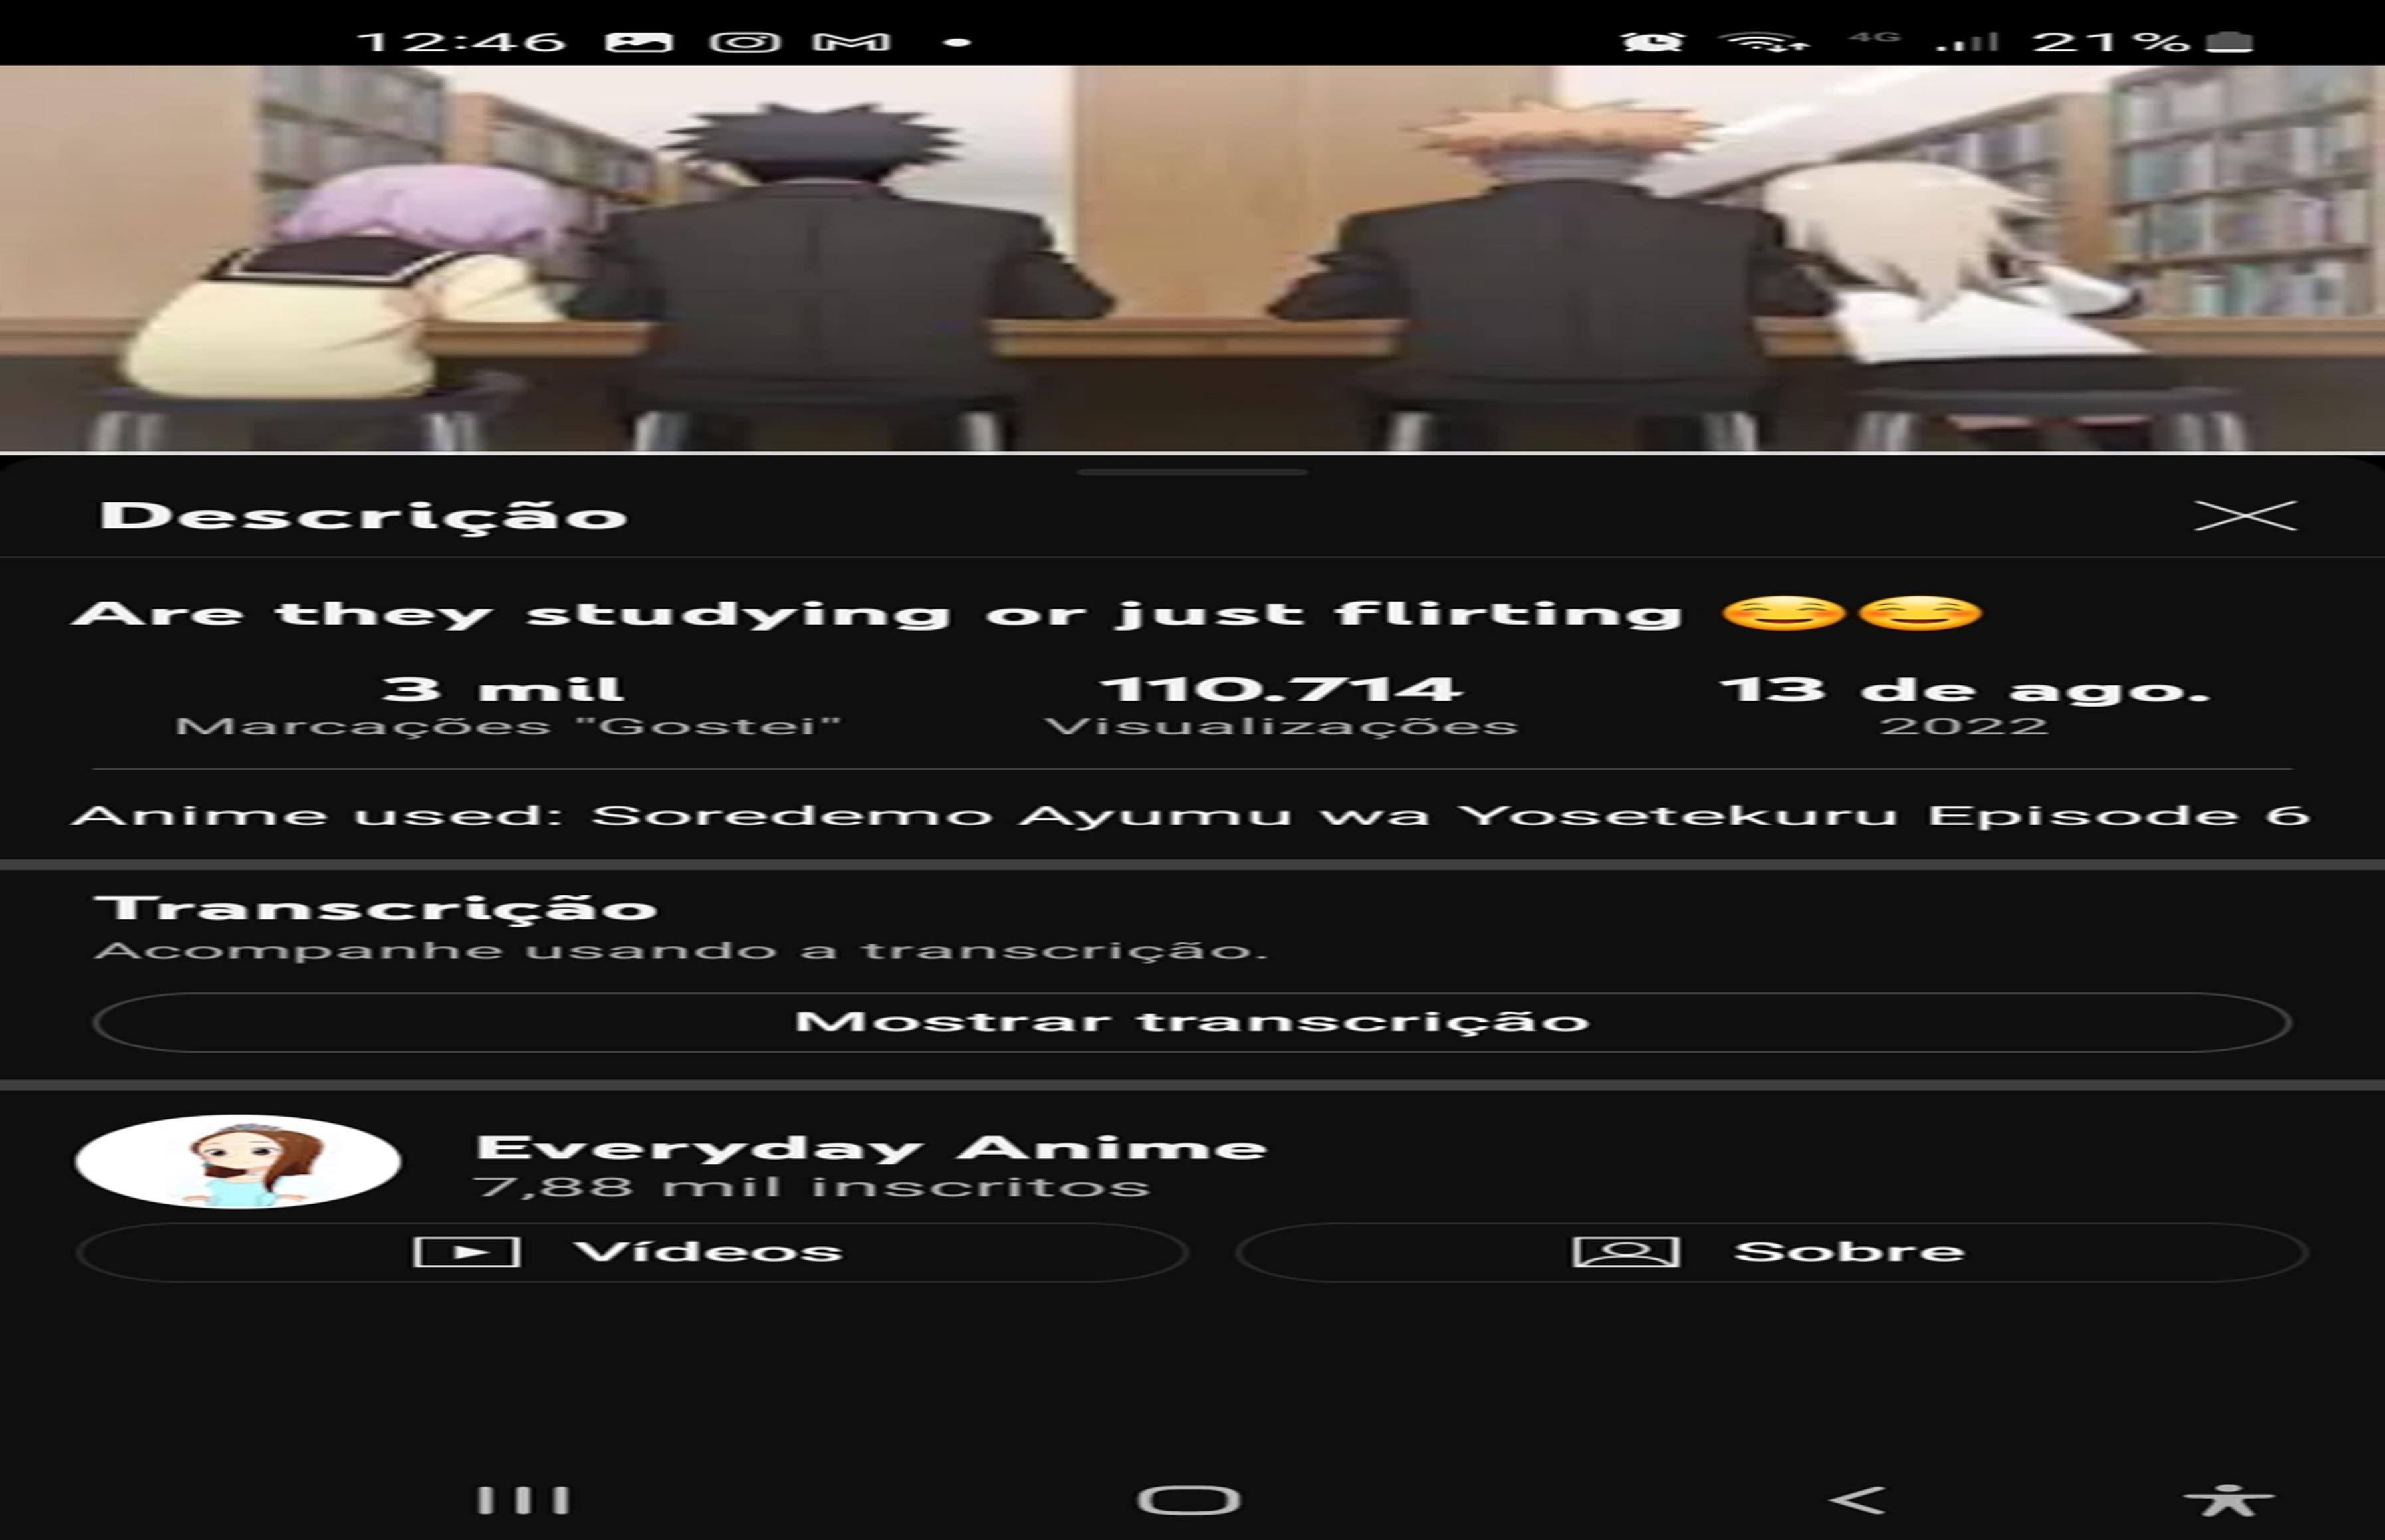 12:46 4G 21%
Descrição
Are they studying or just flirting 😊😊
3 mil 110.714 13 de ago.
Marcações "Gostei" Visualizações 2022
Anime used: Soredemo Ayumu wa Yosetekuru Episode 6
Transcrição
Acompanhe usando a transcrição.
Mostrar transcrição
Everyday Anime
7,88 mil inscritos
Vídeos Sobre